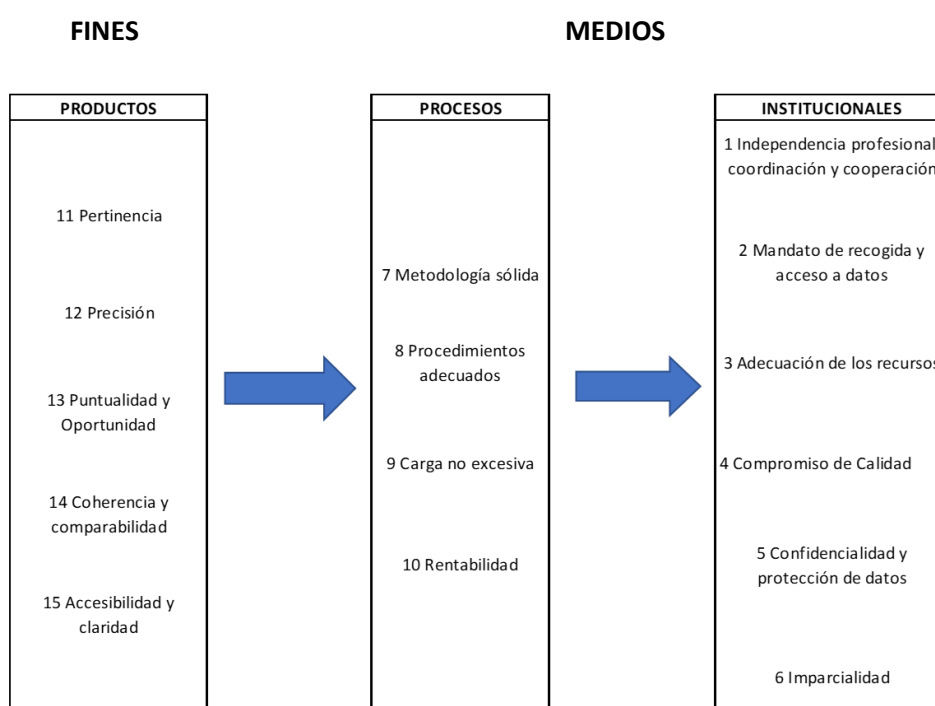 FINES
MEDIOS
PRODUCTOS
11 Pertinencia
12 Precisión
13 Puntualidad y
Oportunidad
14 Coherencia y
comparabilidad
15 Accesibilidad y
claridad
PROCESOS
7 Metodología sólida
8 Procedimientos
adecuados
9 Carga no excesiva
10 Rentabilidad
INSTITUCIONALES
1 Independencia profesional
coordinación y cooperación
2 Mandato de recogida y
acceso a datos
3 Adecuación de los recursos
4 Compromiso de Calidad
5 Confidencialidad y
protección de datos
6 Imparcialidad